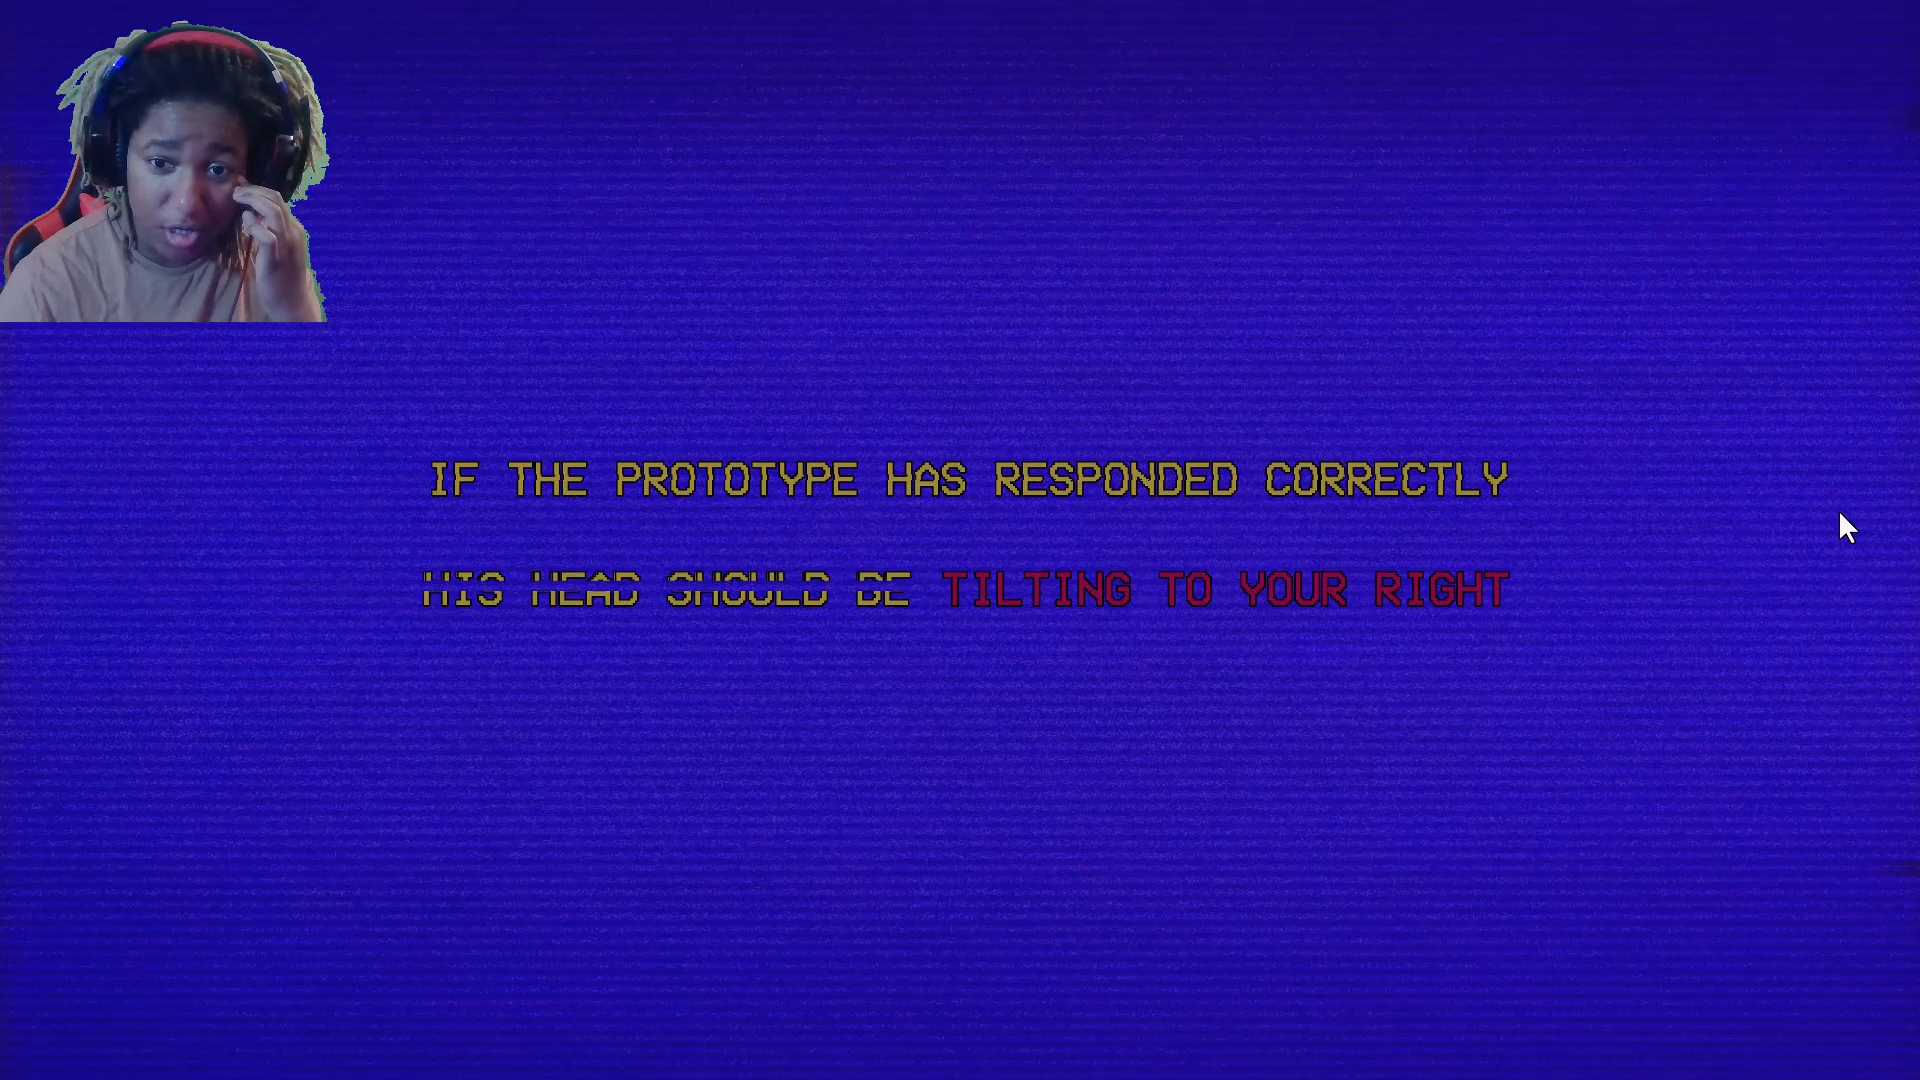 IF THE PROTOTYPE HAS RESPONDED CORRECTLY
HIS HEAD SHOULD BE TILTING TO YOUR RIGHT